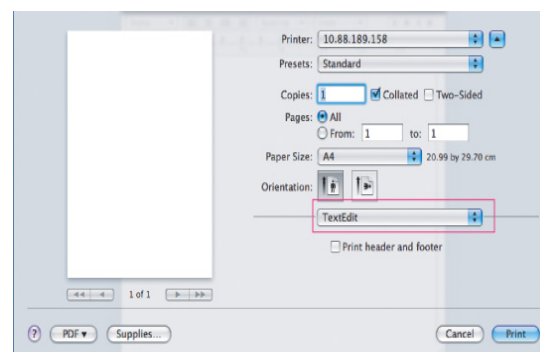 Printer: 10.88.189.158
Presets: Standard
Copies: 1 Collated Two-Sided
Pages: All
From: 1 to: 1
Paper Size: A4 20.99 by 29.70 cm
Orientation:
TextEdit
Print header and footer
1 of 1
? PDF▾ Supplies... Cancel Print